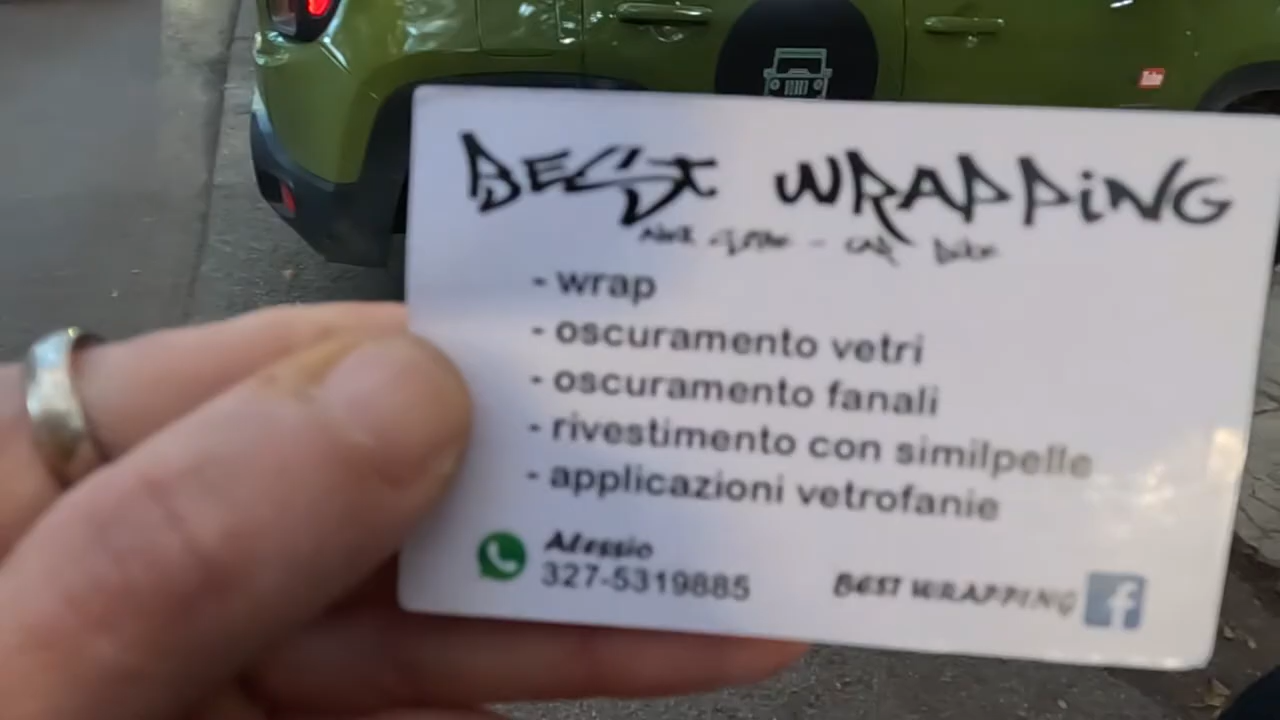 BEST WRAPPING
- wrap
- oscuramento vetri
- oscuramento fanali
- rivestimento con similpelle
- applicazioni vetrofanie
Alessio
327-5319885
BEST WRAPPING f